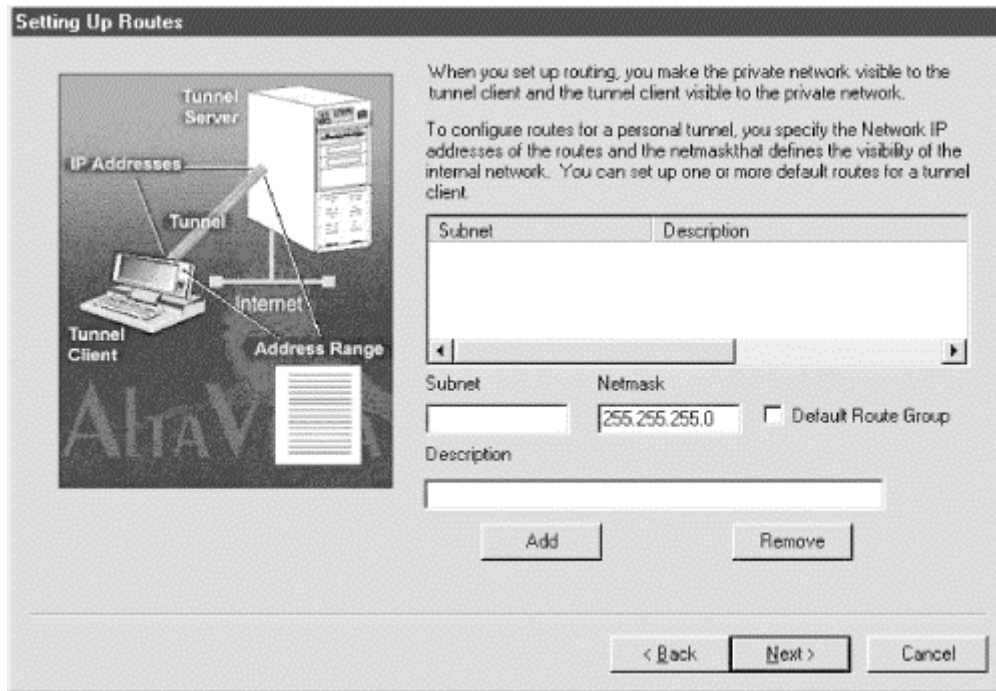 Setting Up Routes
Tunnel
Server
IP Addresses
Tunnel
Internet
Tunnel
Client
Address Range
When you set up routing, you make the private network visible to the
tunnel client and the tunnel client visible to the private network.
To configure routes for a personal tunnel, you specify the Network IP
addresses of the routes and the netmaskthat defines the visibility of the
internal network. You can set up one or more default routes for a tunnel
client.
Subnet Description
Subnet Netmask
255.255.255.0 Default Route Group
Description
Add Remove
< Back Next > Cancel